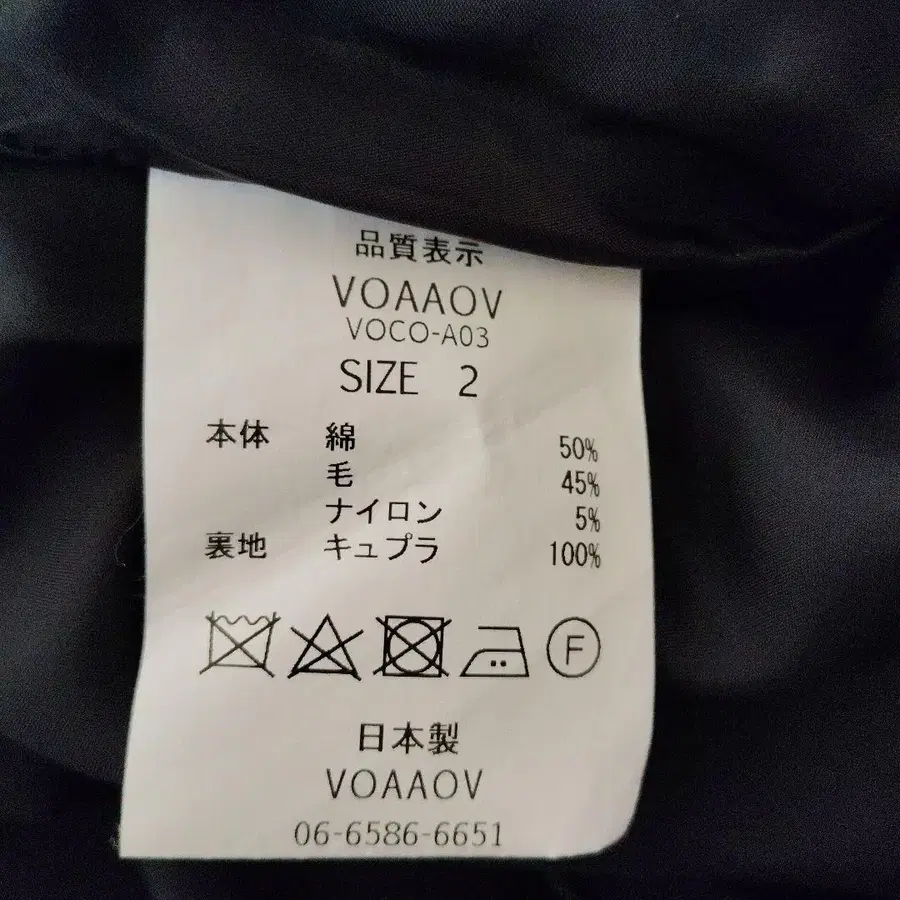 品質表示
VOAAOV
VOCO-A03
SIZE 2
本体 綿 50%
毛 45%
ナイロン 5%
裏地 キュプラ 100%
F
日本製
VOAAOV
06-6586-6651